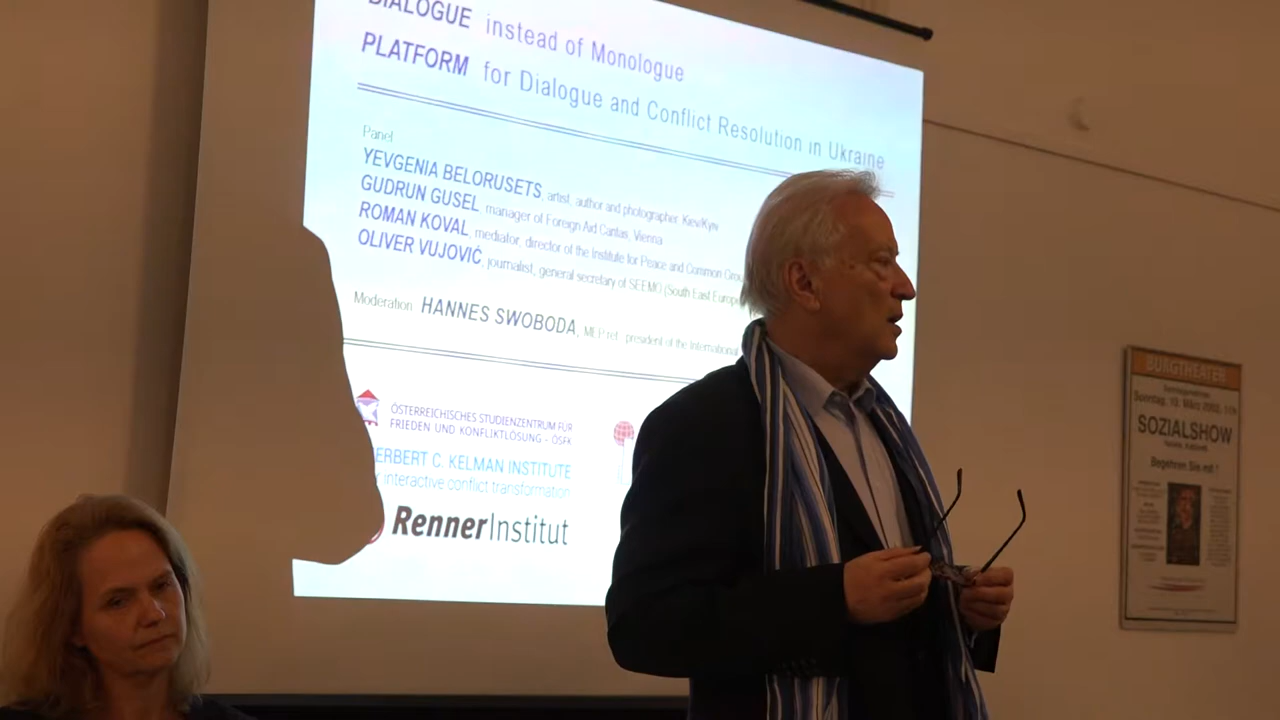 DIALOGUE instead of Monologue
PLATFORM for Dialogue and Conflict Resolution in Ukraine
Panel
YEVGENIA BELORUSETS, artist, author and photographer Kiev/Kyiv
GUDRUN GUSEL, manager of Foreign Aid Caritas, Vienna
ROMAN KOVAL, mediator, director of the Institute for Peace and Common
OLIVER VUJOVIĆ, journalist, general secretary of SEEMO (South East Europe
Moderation HANNES SWOBODA, MEP ret. president of the International
ÖSTERREICHISCHES STUDIENZENTRUM FÜR
FRIEDEN UND KONFLIKTLÖSUNG - ÖSFK
ERBERT C. KELMAN INSTITUTE
interactive conflict transformation
RennerInstitut
BURGTHEATER
SOZIALSHOW
Begehren Sie mit!